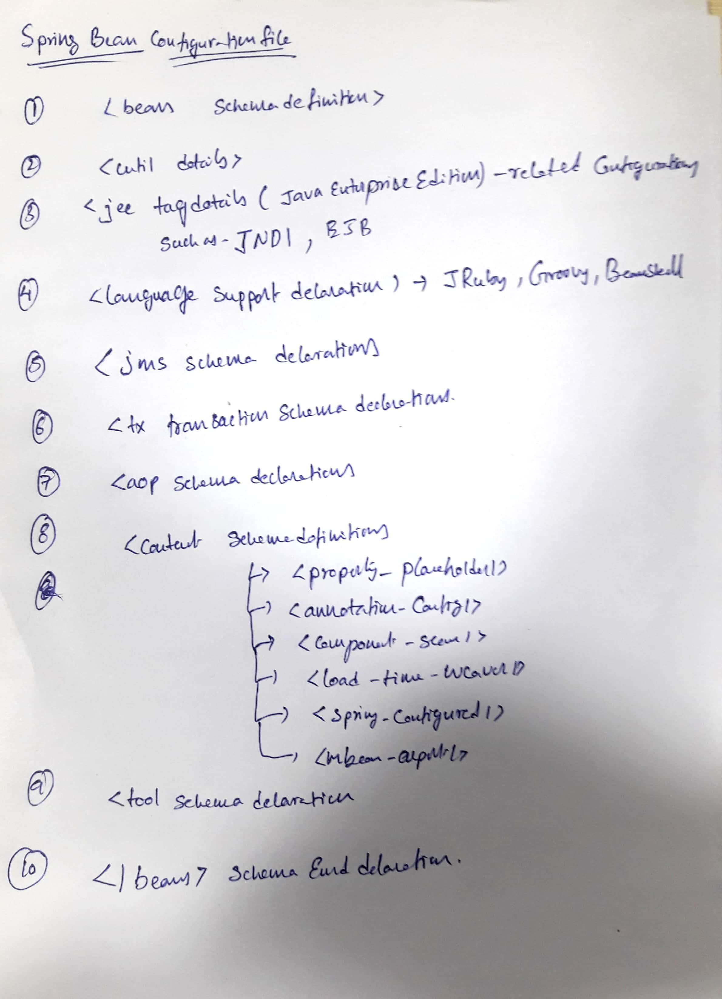 Spring Bean Configuration file
① <beans Schema definition>
② <util details>
③ <jee tag details (Java Enterprise Edition) - related Configurations
Such as - JNDI, EJB
④ <language Support delaration> → JRuby, Groovy, Beanshell
⑤ <jms schema delarations
⑥ <tx transaction Schema declarations.
⑦ <aop Schema declarations
⑧ <Context Schema definitions
→ <property-placeholder/>
→ <annotation-Config/>
→ <component-scan/>
→ <load-time-weaver/>
→ <spring-configured/>
→ <mbean-export/>
⑨ <tool Schema delaration
⑩ </beans> Schema End delaration.